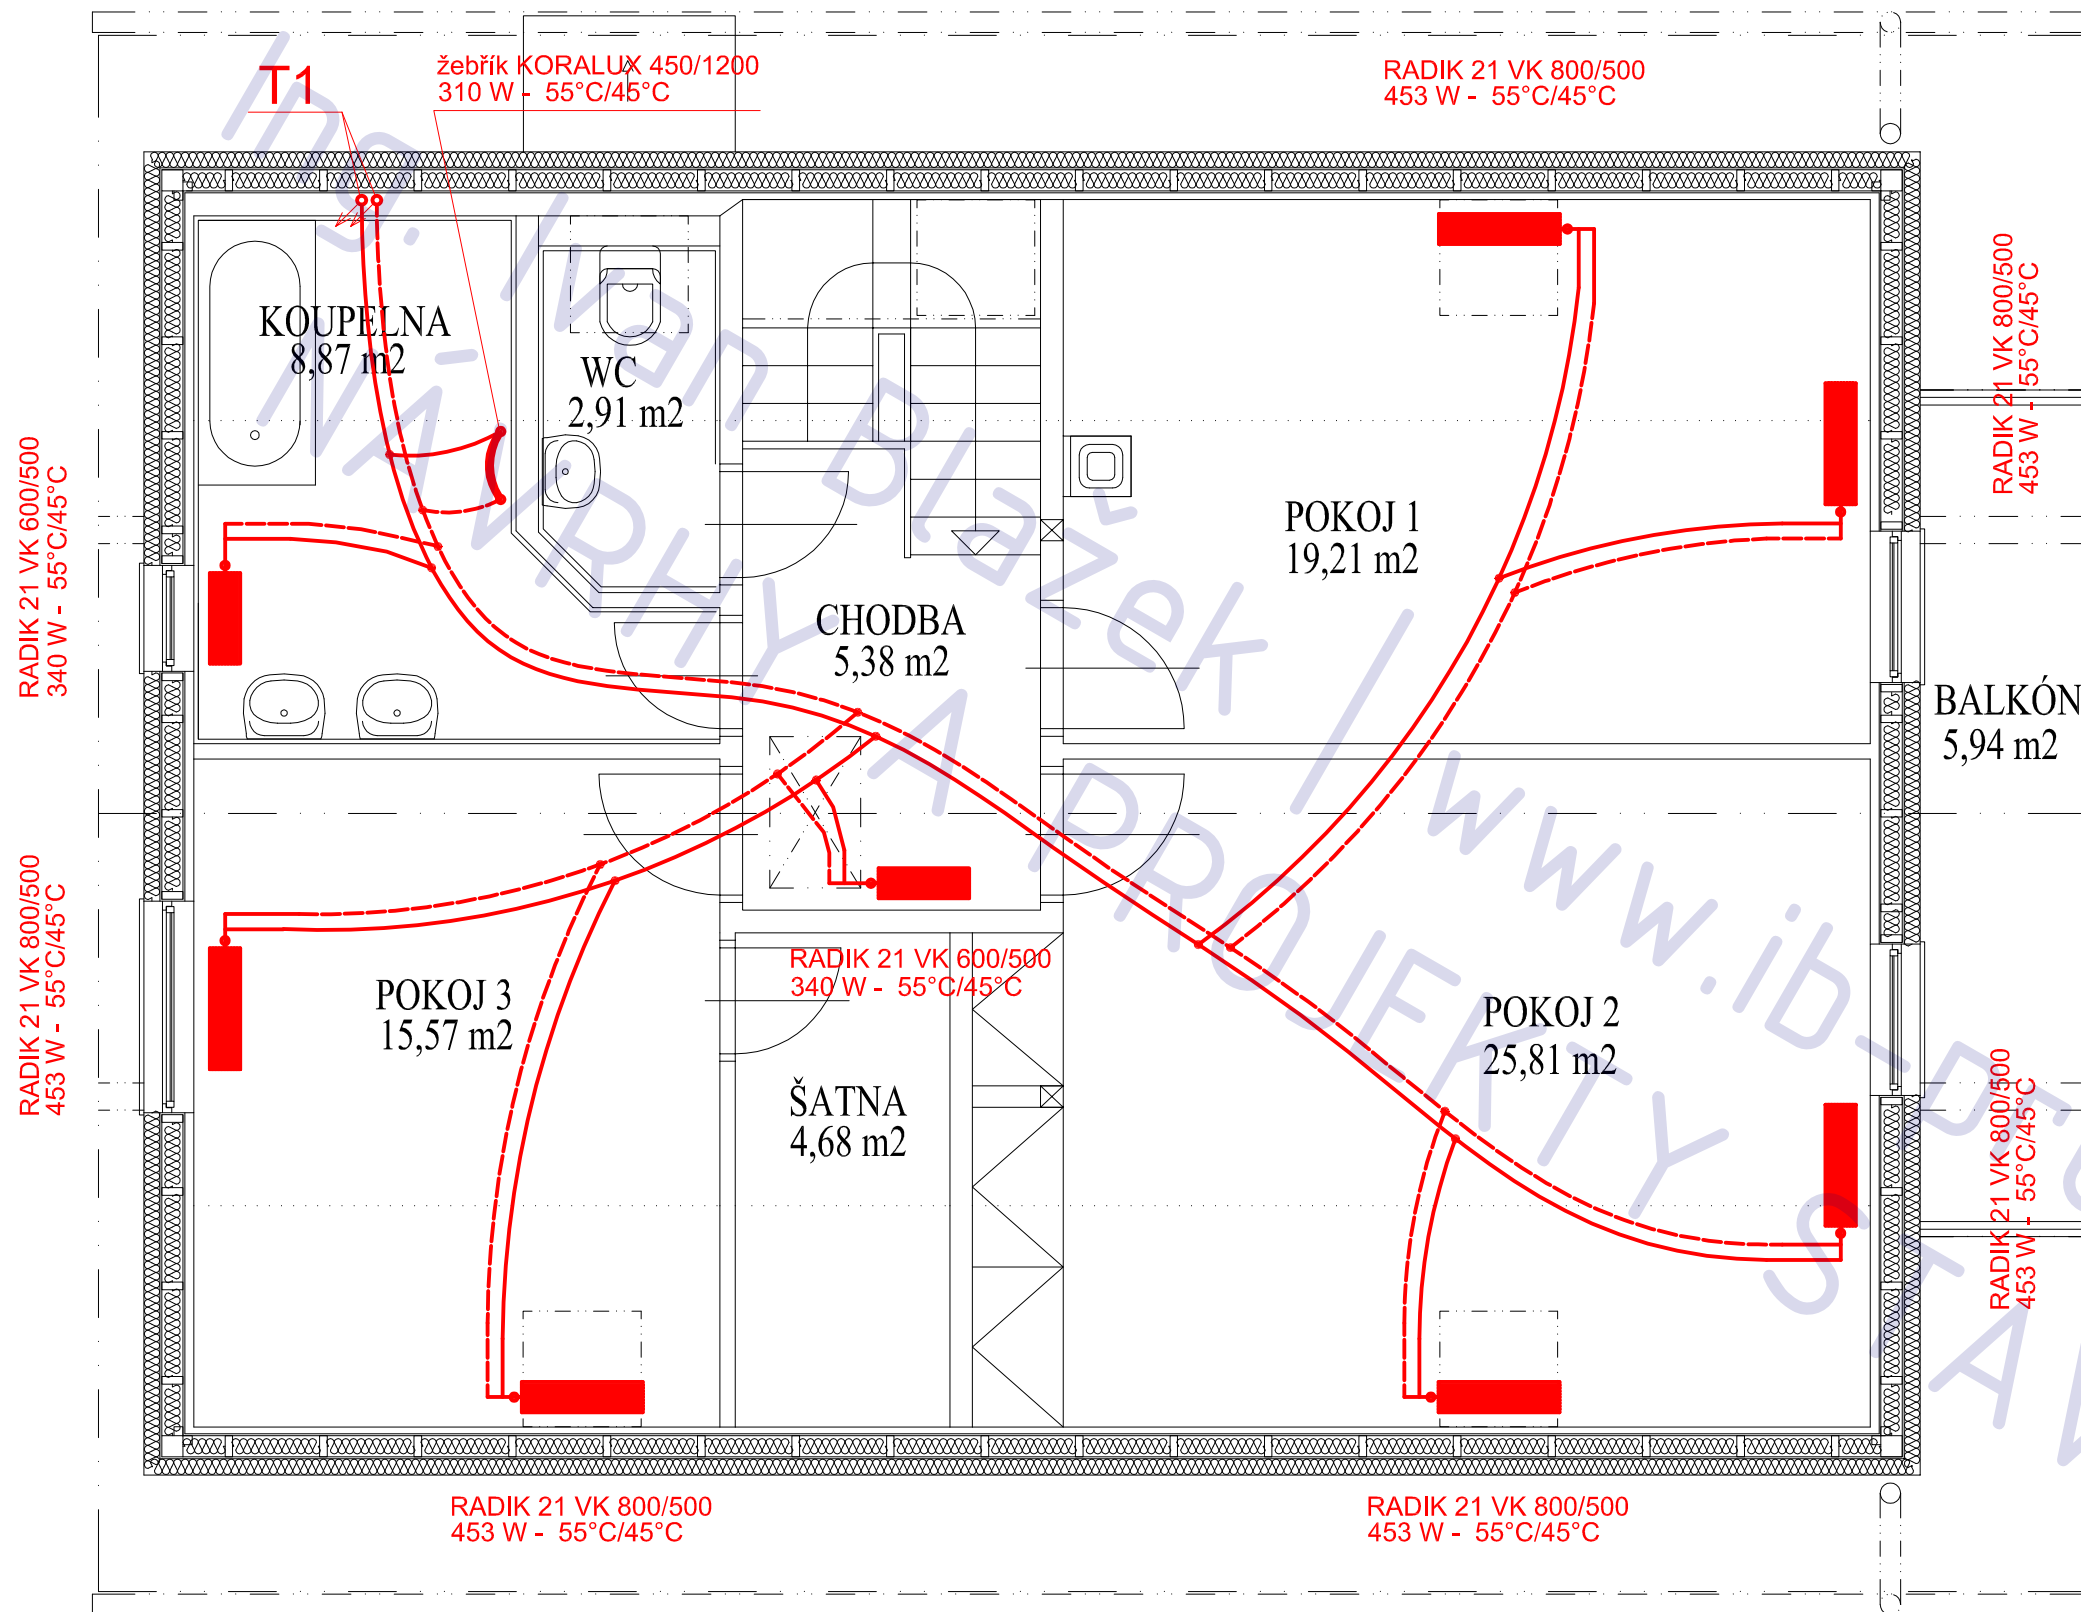 T1
žebřík KORALUX 450/1200
310 W - 55°C/45°C
RADIK 21 VK 800/500
453 W - 55°C/45°C
KOUPELNA
8,87 m2
WC
2,91 m2
RADIK 21 VK 600/500
340 W - 55°C/45°C
POKOJ 1
19,21 m2
RADIK 21 VK 800/500
453 W - 55°C/45°C
CHODBA
5,38 m2
BALKÓN
5,94 m2
RADIK 21 VK 800/500
453 W - 55°C/45°C
POKOJ 3
15,57 m2
RADIK 21 VK 600/500
340 W - 55°C/45°C
POKOJ 2
25,81 m2
ŠATNA
4,68 m2
RADIK 21 VK 800/500
453 W - 55°C/45°C
RADIK 21 VK 800/500
453 W - 55°C/45°C
RADIK 21 VK 800/500
453 W - 55°C/45°C
Ing. Ivan Blažek | www.ib-pro
NÁVRHY A PROJEKTY STAV